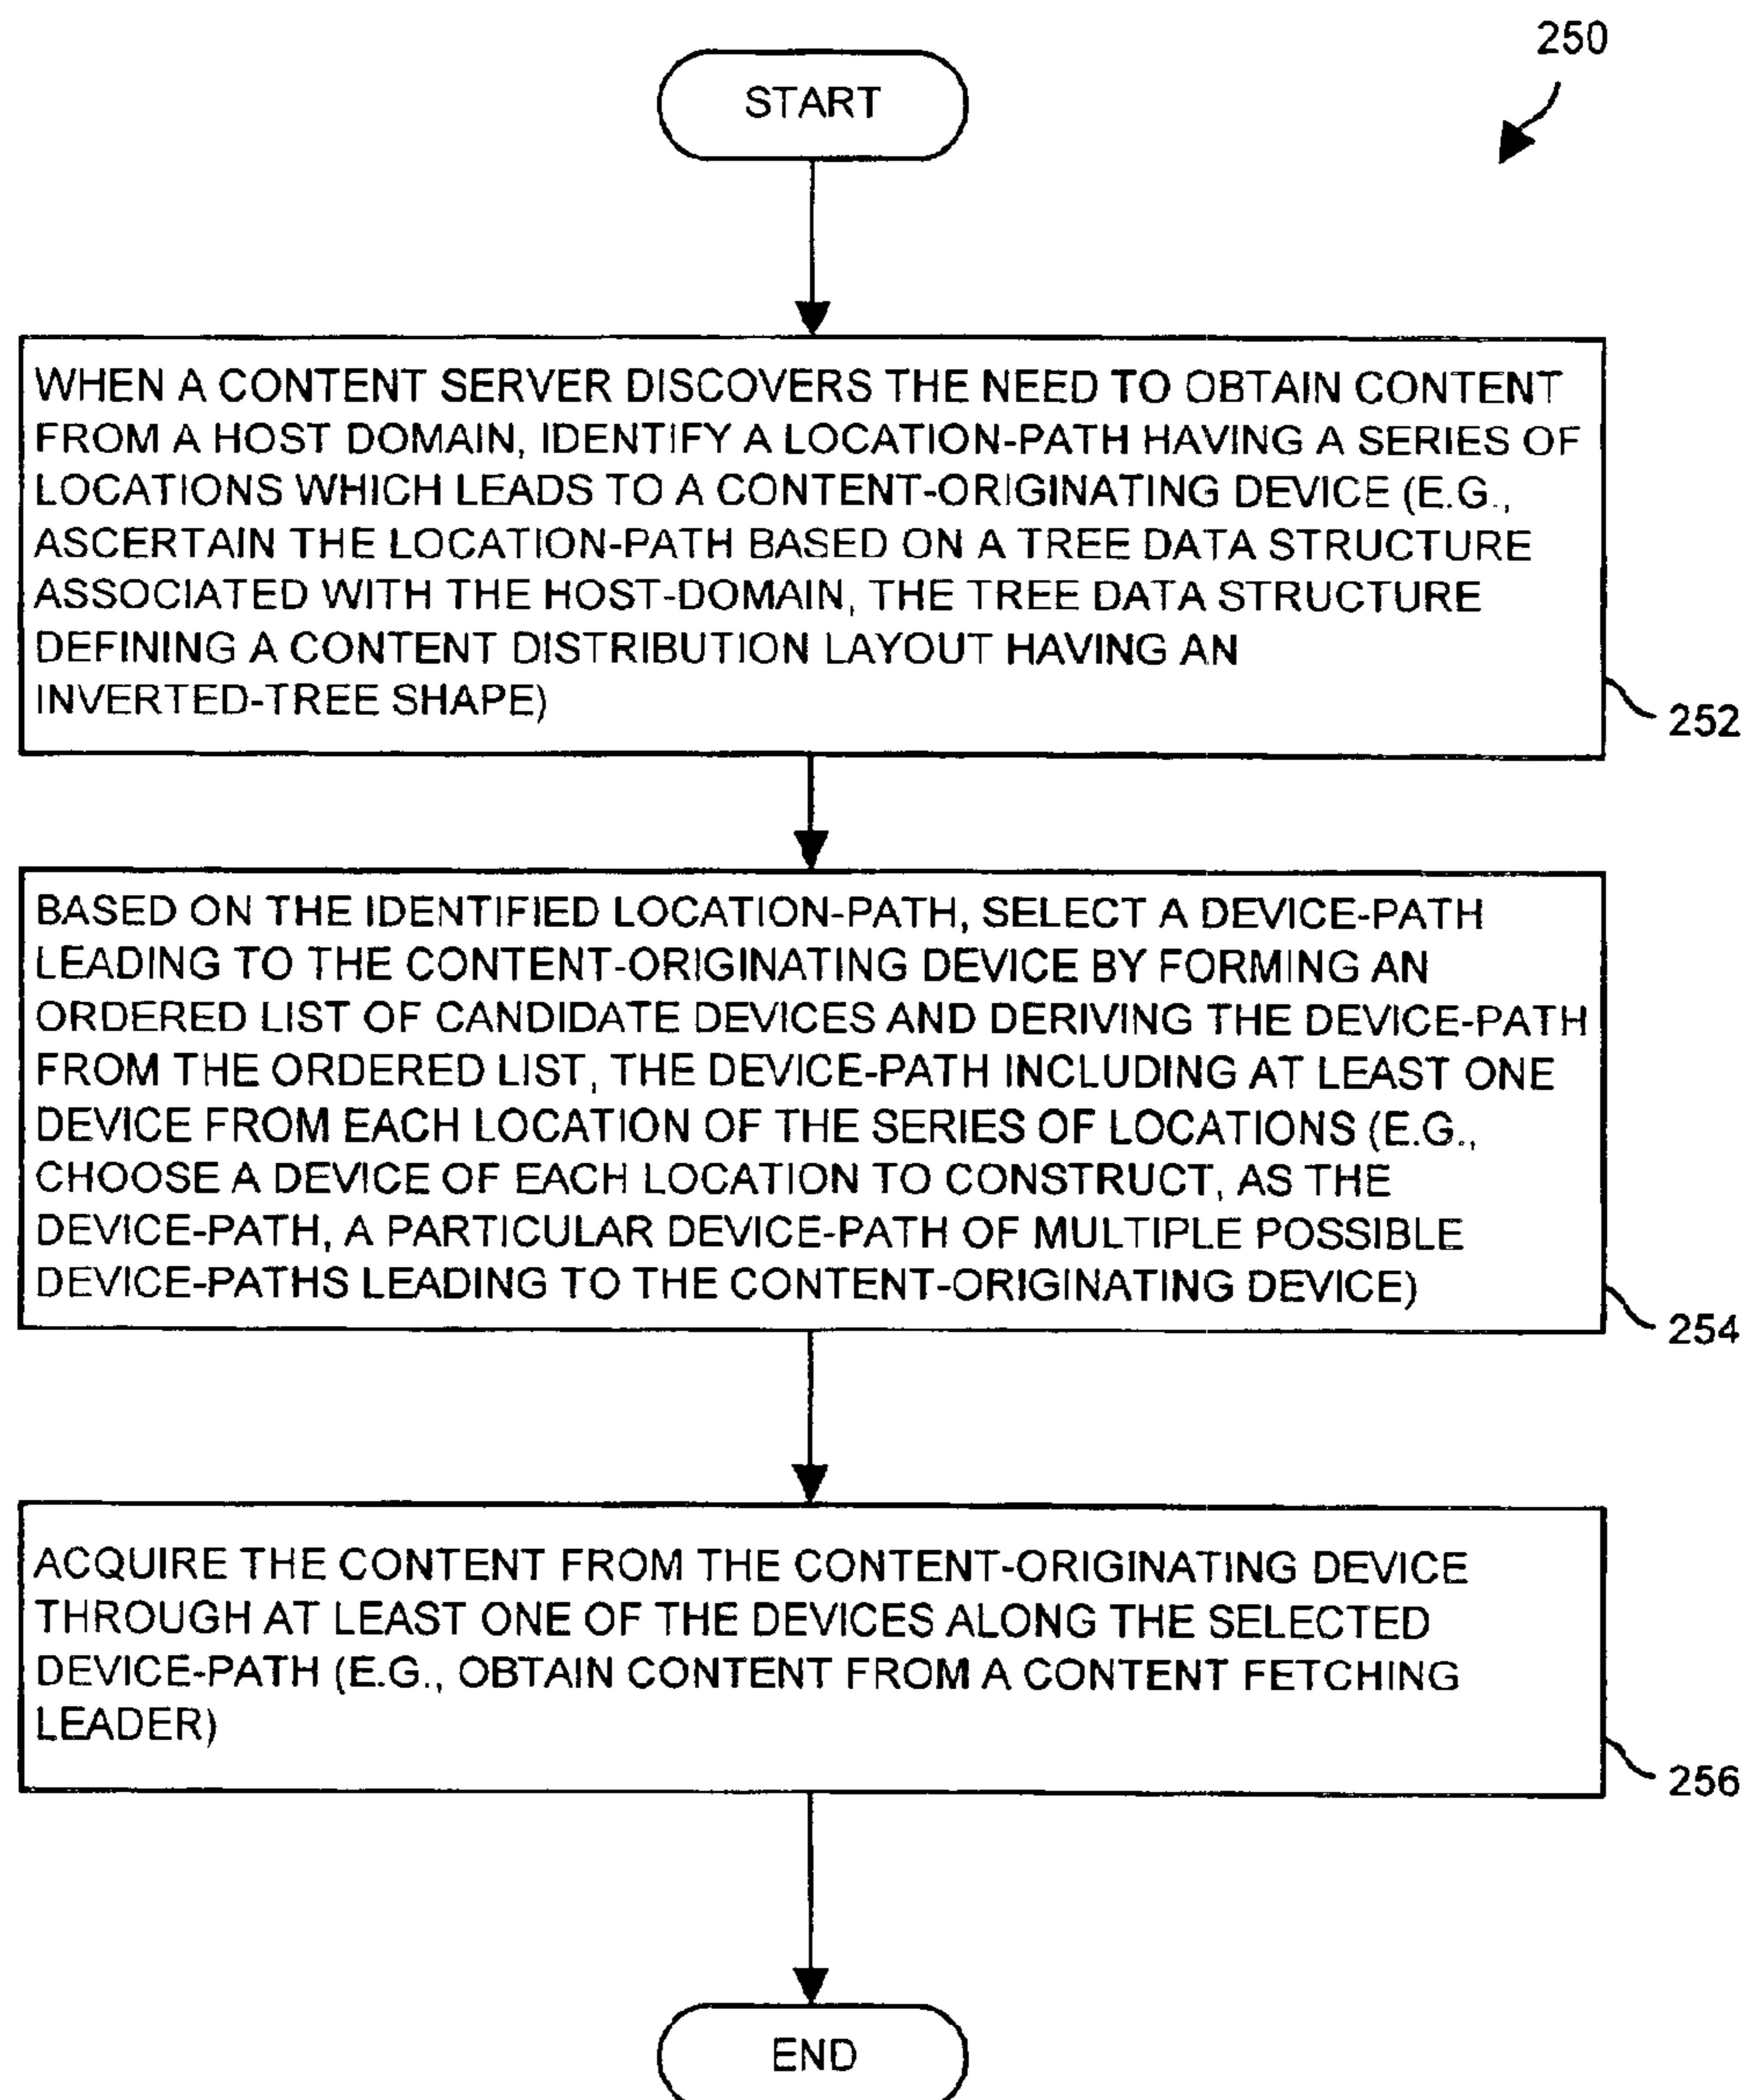 250
START
WHEN A CONTENT SERVER DISCOVERS THE NEED TO OBTAIN CONTENT
FROM A HOST DOMAIN, IDENTIFY A LOCATION-PATH HAVING A SERIES OF
LOCATIONS WHICH LEADS TO A CONTENT-ORIGINATING DEVICE (E.G.,
ASCERTAIN THE LOCATION-PATH BASED ON A TREE DATA STRUCTURE
ASSOCIATED WITH THE HOST-DOMAIN, THE TREE DATA STRUCTURE
DEFINING A CONTENT DISTRIBUTION LAYOUT HAVING AN
INVERTED-TREE SHAPE)
252
BASED ON THE IDENTIFIED LOCATION-PATH, SELECT A DEVICE-PATH
LEADING TO THE CONTENT-ORIGINATING DEVICE BY FORMING AN
ORDERED LIST OF CANDIDATE DEVICES AND DERIVING THE DEVICE-PATH
FROM THE ORDERED LIST, THE DEVICE-PATH INCLUDING AT LEAST ONE
DEVICE FROM EACH LOCATION OF THE SERIES OF LOCATIONS (E.G.,
CHOOSE A DEVICE OF EACH LOCATION TO CONSTRUCT, AS THE
DEVICE-PATH, A PARTICULAR DEVICE-PATH OF MULTIPLE POSSIBLE
DEVICE-PATHS LEADING TO THE CONTENT-ORIGINATING DEVICE)
254
ACQUIRE THE CONTENT FROM THE CONTENT-ORIGINATING DEVICE
THROUGH AT LEAST ONE OF THE DEVICES ALONG THE SELECTED
DEVICE-PATH (E.G., OBTAIN CONTENT FROM A CONTENT FETCHING
LEADER)
256
END